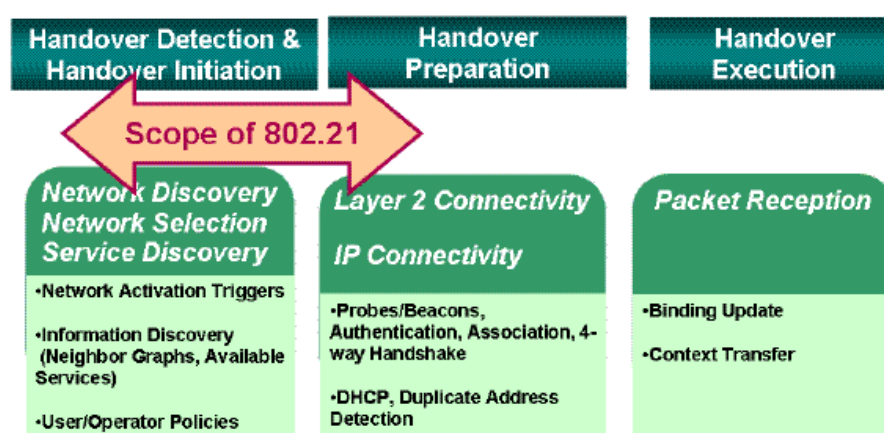 Handover Detection &
Handover Initiation
Handover
Preparation
Handover
Execution
Scope of 802.21
Network Discovery
Network Selection
Service Discovery
•Network Activation Triggers
•Information Discovery
(Neighbor Graphs, Available
Services)
•User/Operator Policies
Layer 2 Connectivity
IP Connectivity
•Probes/Beacons,
Authentication, Association, 4-
way Handshake
•DHCP, Duplicate Address
Detection
Packet Reception
•Binding Update
•Context Transfer